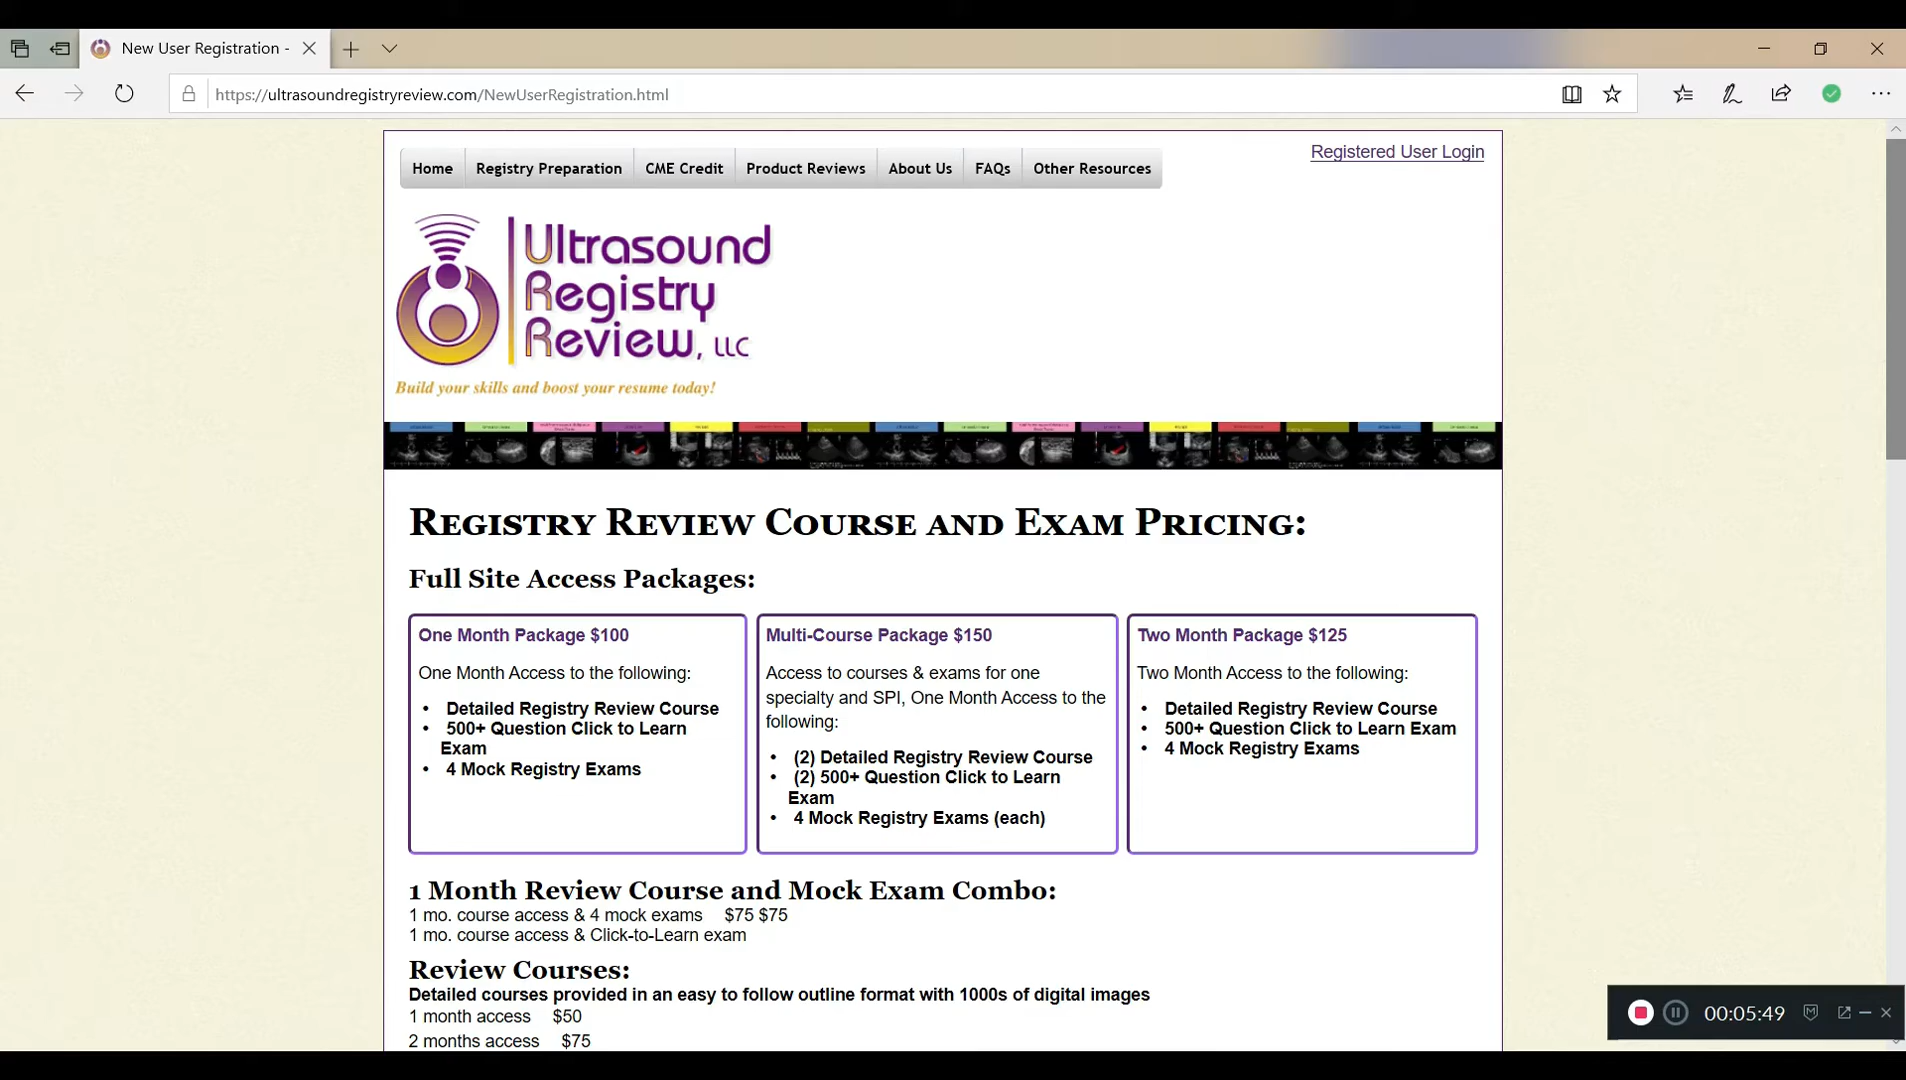 New User Registration -
https://ultrasoundregistryreview.com/NewUserRegistration.html
Registered User Login
Home Registry Preparation CME Credit Product Reviews About Us FAQs Other Resources
Ultrasound
Registry
Review, LLC
Build your skills and boost your resume today!
Registry Review Course and Exam Pricing:
Full Site Access Packages:
One Month Package $100
One Month Access to the following:
• Detailed Registry Review Course
• 500+ Question Click to Learn
Exam
• 4 Mock Registry Exams
Multi-Course Package $150
Access to courses & exams for one
specialty and SPI, One Month Access to the
following:
• (2) Detailed Registry Review Course
• (2) 500+ Question Click to Learn
Exam
• 4 Mock Registry Exams (each)
Two Month Package $125
Two Month Access to the following:
• Detailed Registry Review Course
• 500+ Question Click to Learn Exam
• 4 Mock Registry Exams
1 Month Review Course and Mock Exam Combo:
1 mo. course access & 4 mock exams $75 $75
1 mo. course access & Click-to-Learn exam
Review Courses:
Detailed courses provided in an easy to follow outline format with 1000s of digital images
1 month access $50
2 months access $75
00:05:49